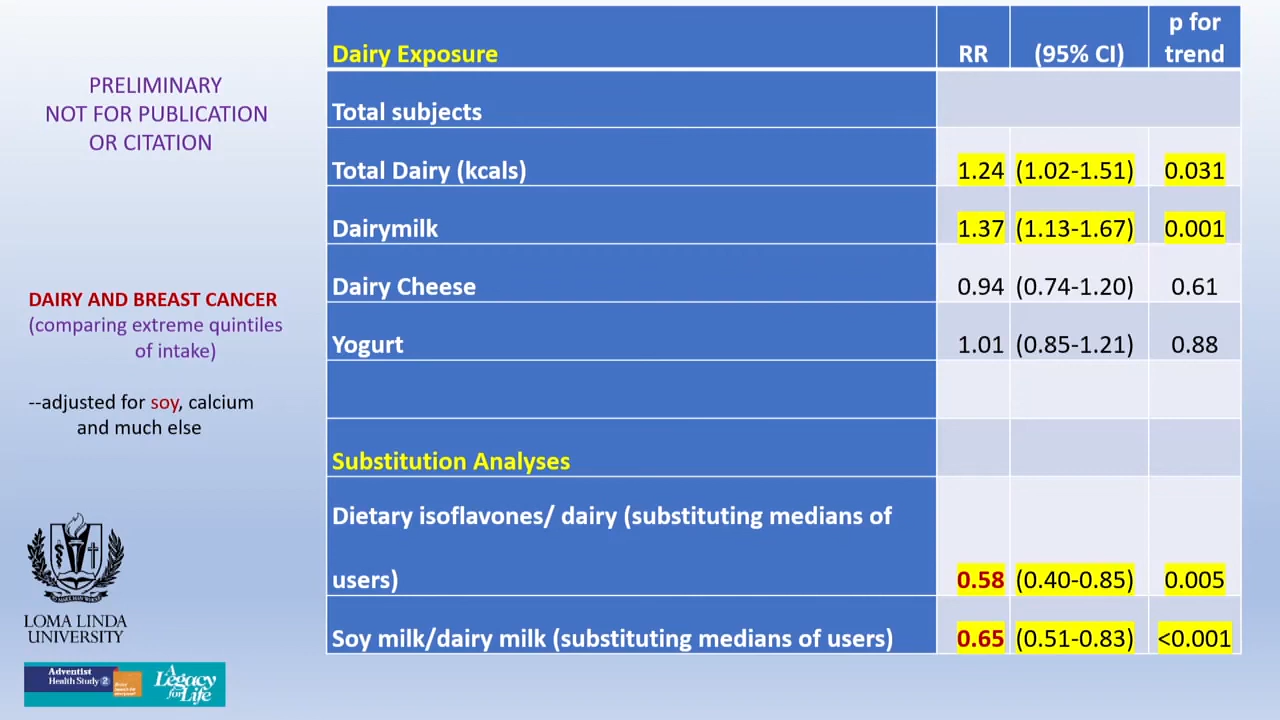 PRELIMINARY
NOT FOR PUBLICATION
OR CITATION
DAIRY AND BREAST CANCER
(comparing extreme quintiles
of intake)
--adjusted for soy, calcium
and much else
LOMA LINDA
UNIVERSITY
Adventist
Health Study 2
A
Legacy
for
Life
Dairy Exposure RR (95% CI) p for trend
Total subjects
Total Dairy (kcals) 1.24 (1.02-1.51) 0.031
Dairymilk 1.37 (1.13-1.67) 0.001
Dairy Cheese 0.94 (0.74-1.20) 0.61
Yogurt 1.01 (0.85-1.21) 0.88
Substitution Analyses
Dietary isoflavones/ dairy (substituting medians of
users) 0.58 (0.40-0.85) 0.005
Soy milk/dairy milk (substituting medians of users) 0.65 (0.51-0.83) <0.001